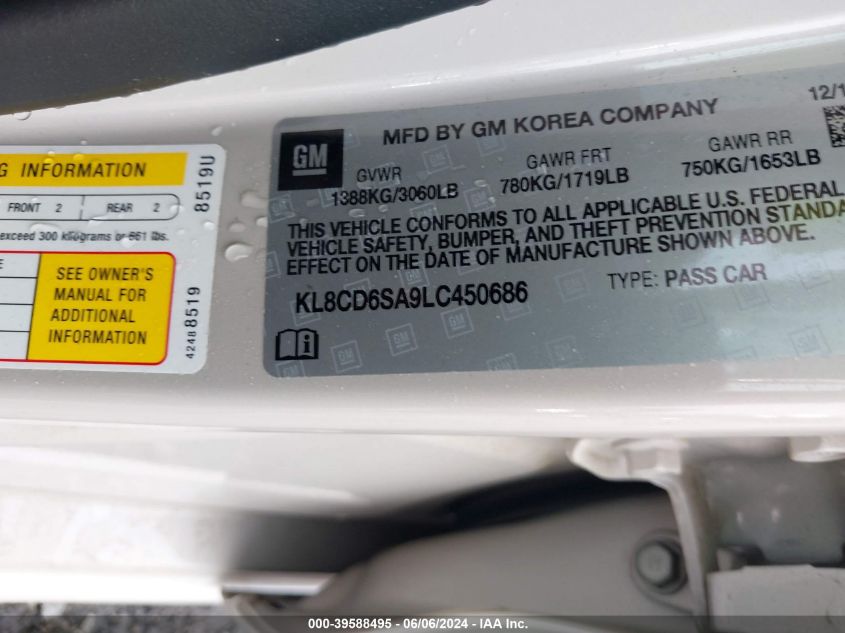 G INFORMATION
FRONT 2 REAR 2
exceed 300 kilograms or 661 lbs.
E
SEE OWNER'S
MANUAL FOR
ADDITIONAL
INFORMATION
8519U
42488519
12/1
MFD BY GM KOREA COMPANY
GM
GVWR GAWR FRT GAWR RR
1388KG/3060LB 780KG/1719LB 750KG/1653LB
THIS VEHICLE CONFORMS TO ALL APPLICABLE U.S. FEDERAL
VEHICLE SAFETY, BUMPER, AND THEFT PREVENTION STANDA
EFFECT ON THE DATE OF MANUFACTURE SHOWN ABOVE.
KL8CD6SA9LC450686 TYPE: PASS CAR
000-39588495 - 06/06/2024 - IAA Inc.